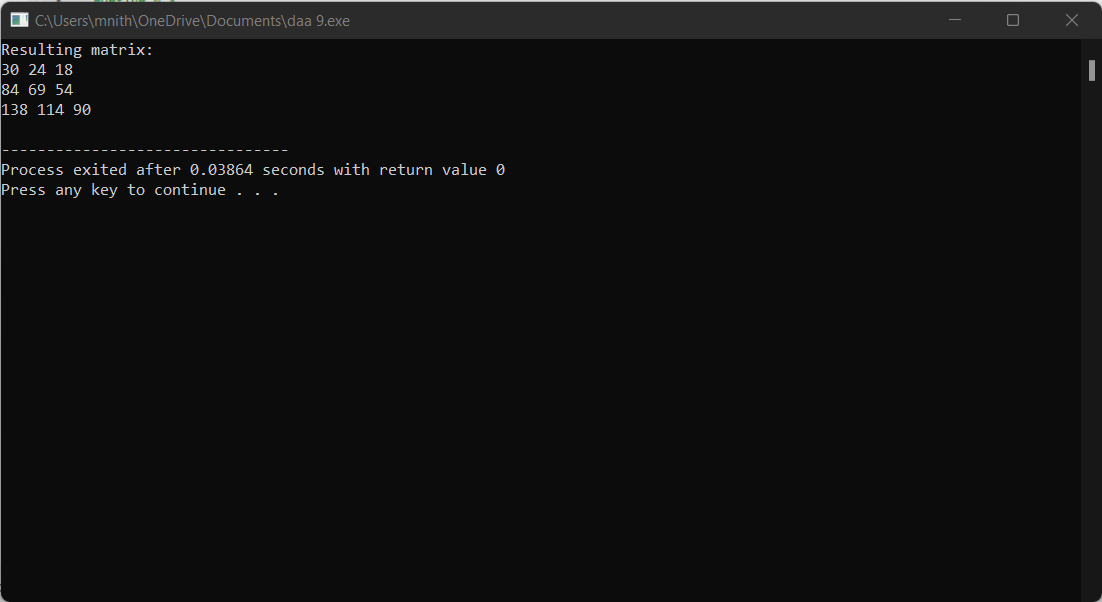 C:\Users\mnith\OneDrive\Documents\daa 9.exe
Resulting matrix:
30 24 18
84 69 54
138 114 90
--------------------------------
Process exited after 0.03864 seconds with return value 0
Press any key to continue . . .